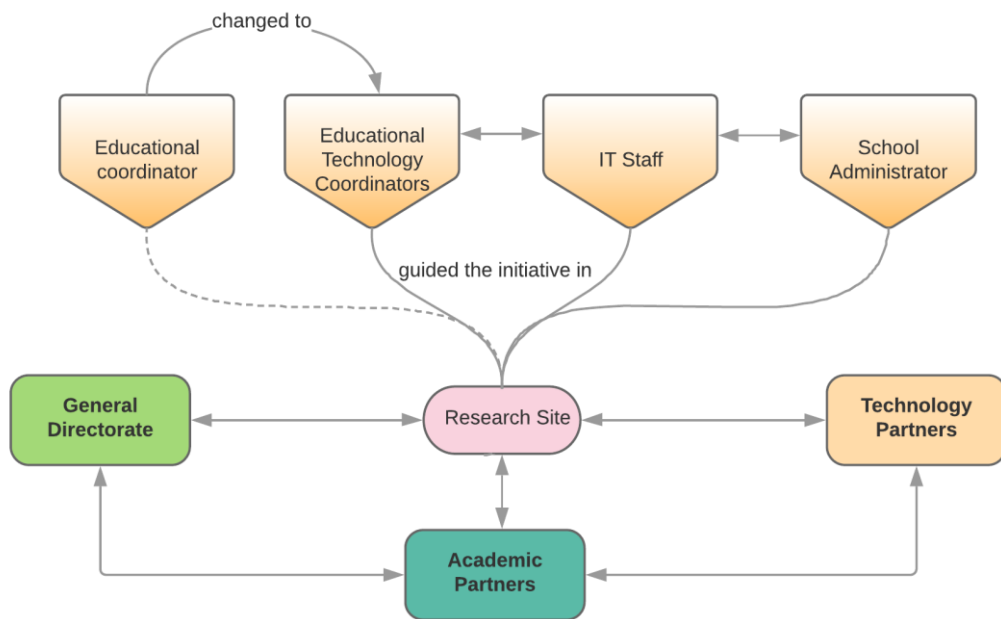 changed to
Educational
coordinator
Educational
Technology
Coordinators
IT Staff
School
Administrator
guided the initiative in
General
Directorate
Research Site
Technology
Partners
Academic
Partners